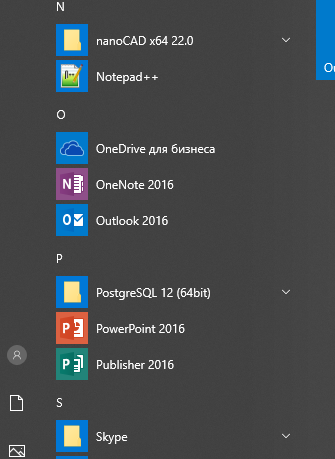 N
nanoCAD x64 22.0
Notepad++
O
OneDrive для бизнеса
OneNote 2016
Outlook 2016
P
PostgreSQL 12 (64bit)
PowerPoint 2016
Publisher 2016
S
Skype